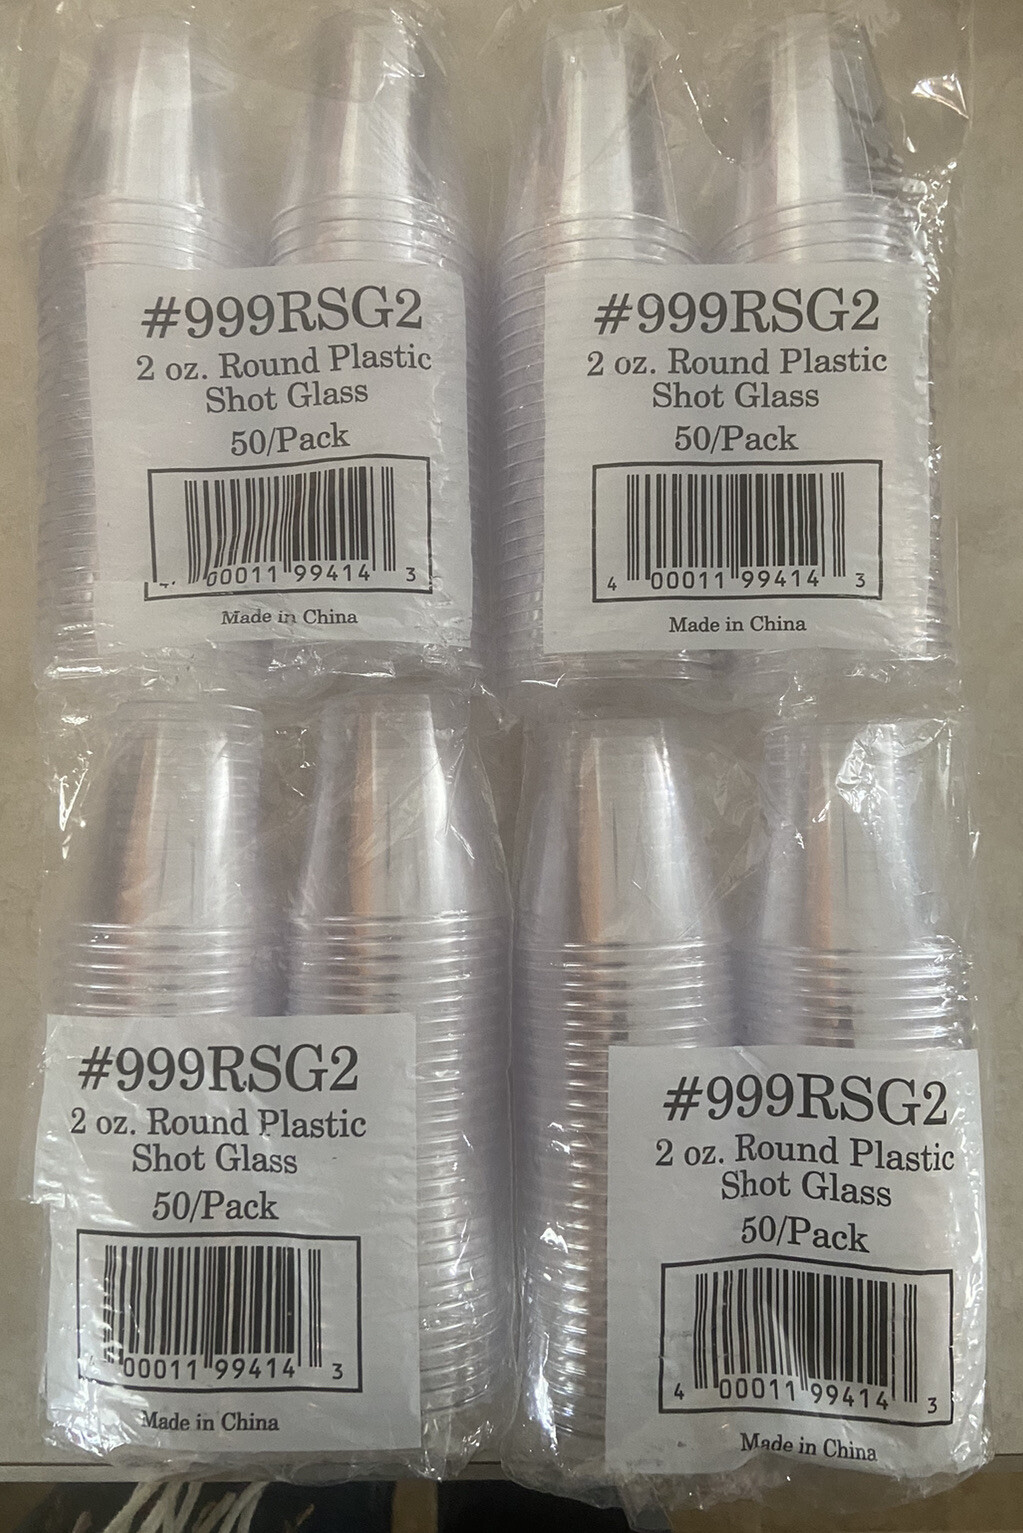 #999RSG2
2 oz. Round Plastic
Shot Glass
50/Pack
00011 99414 3
Made in China
#999RSG2
2 oz. Round Plastic
Shot Glass
50/Pack
4 00011 99414 3
Made in China
#999RSG2
2 oz. Round Plastic
Shot Glass
50/Pack
00011 99414 3
Made in China
#999RSG2
2 oz. Round Plastic
Shot Glass
50/Pack
4 00011 99414 3
Made in China